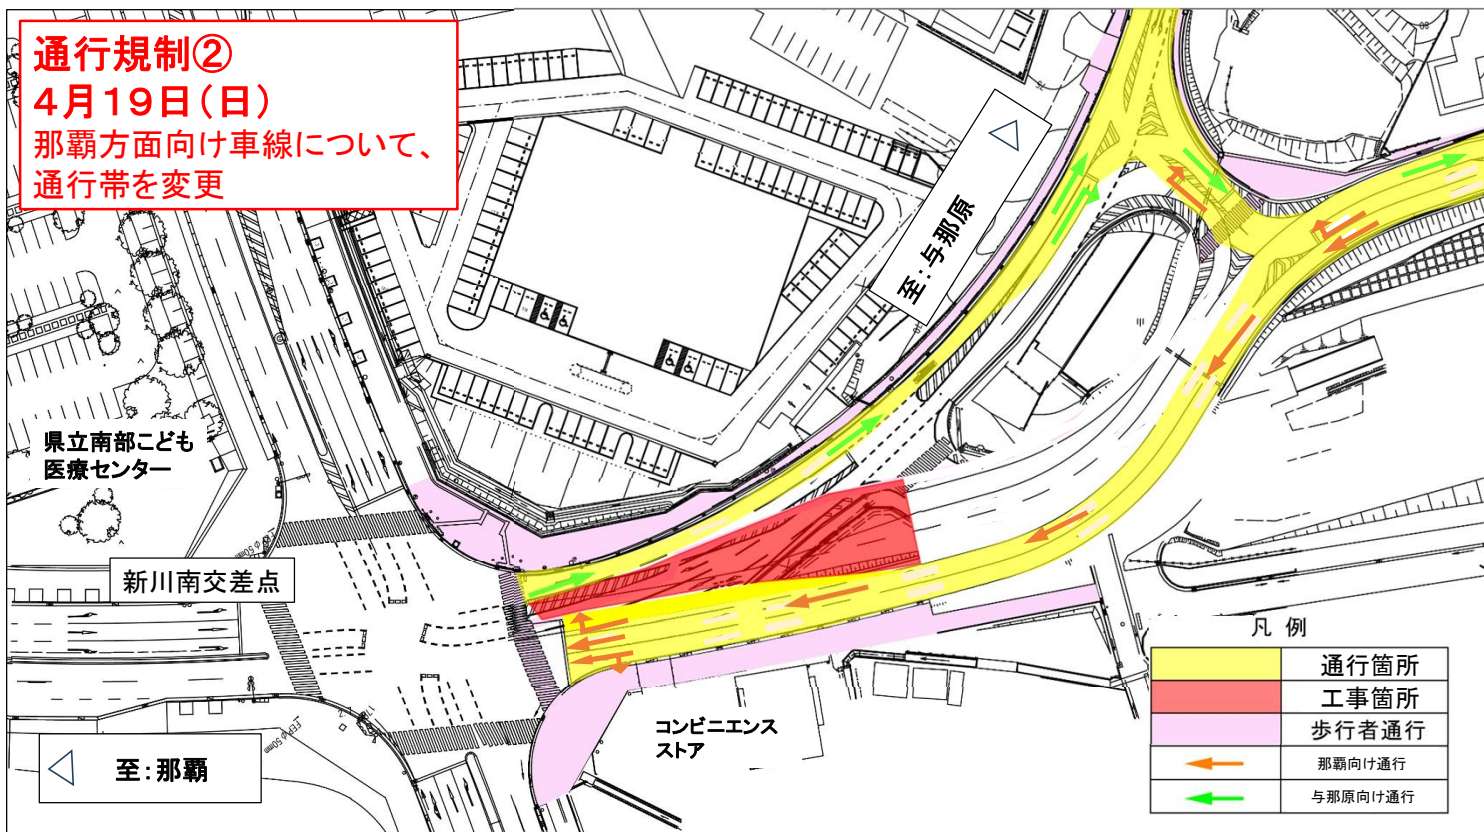 通行規制②
4月19日(日)
那覇方面向け車線について、
通行帯を変更
至:与那原
県立南部こども
医療センター
新川南交差点
至:那覇
コンビニエンス
ストア
凡 例
通行箇所
工事箇所
歩行者通行
那覇向け通行
与那原向け通行